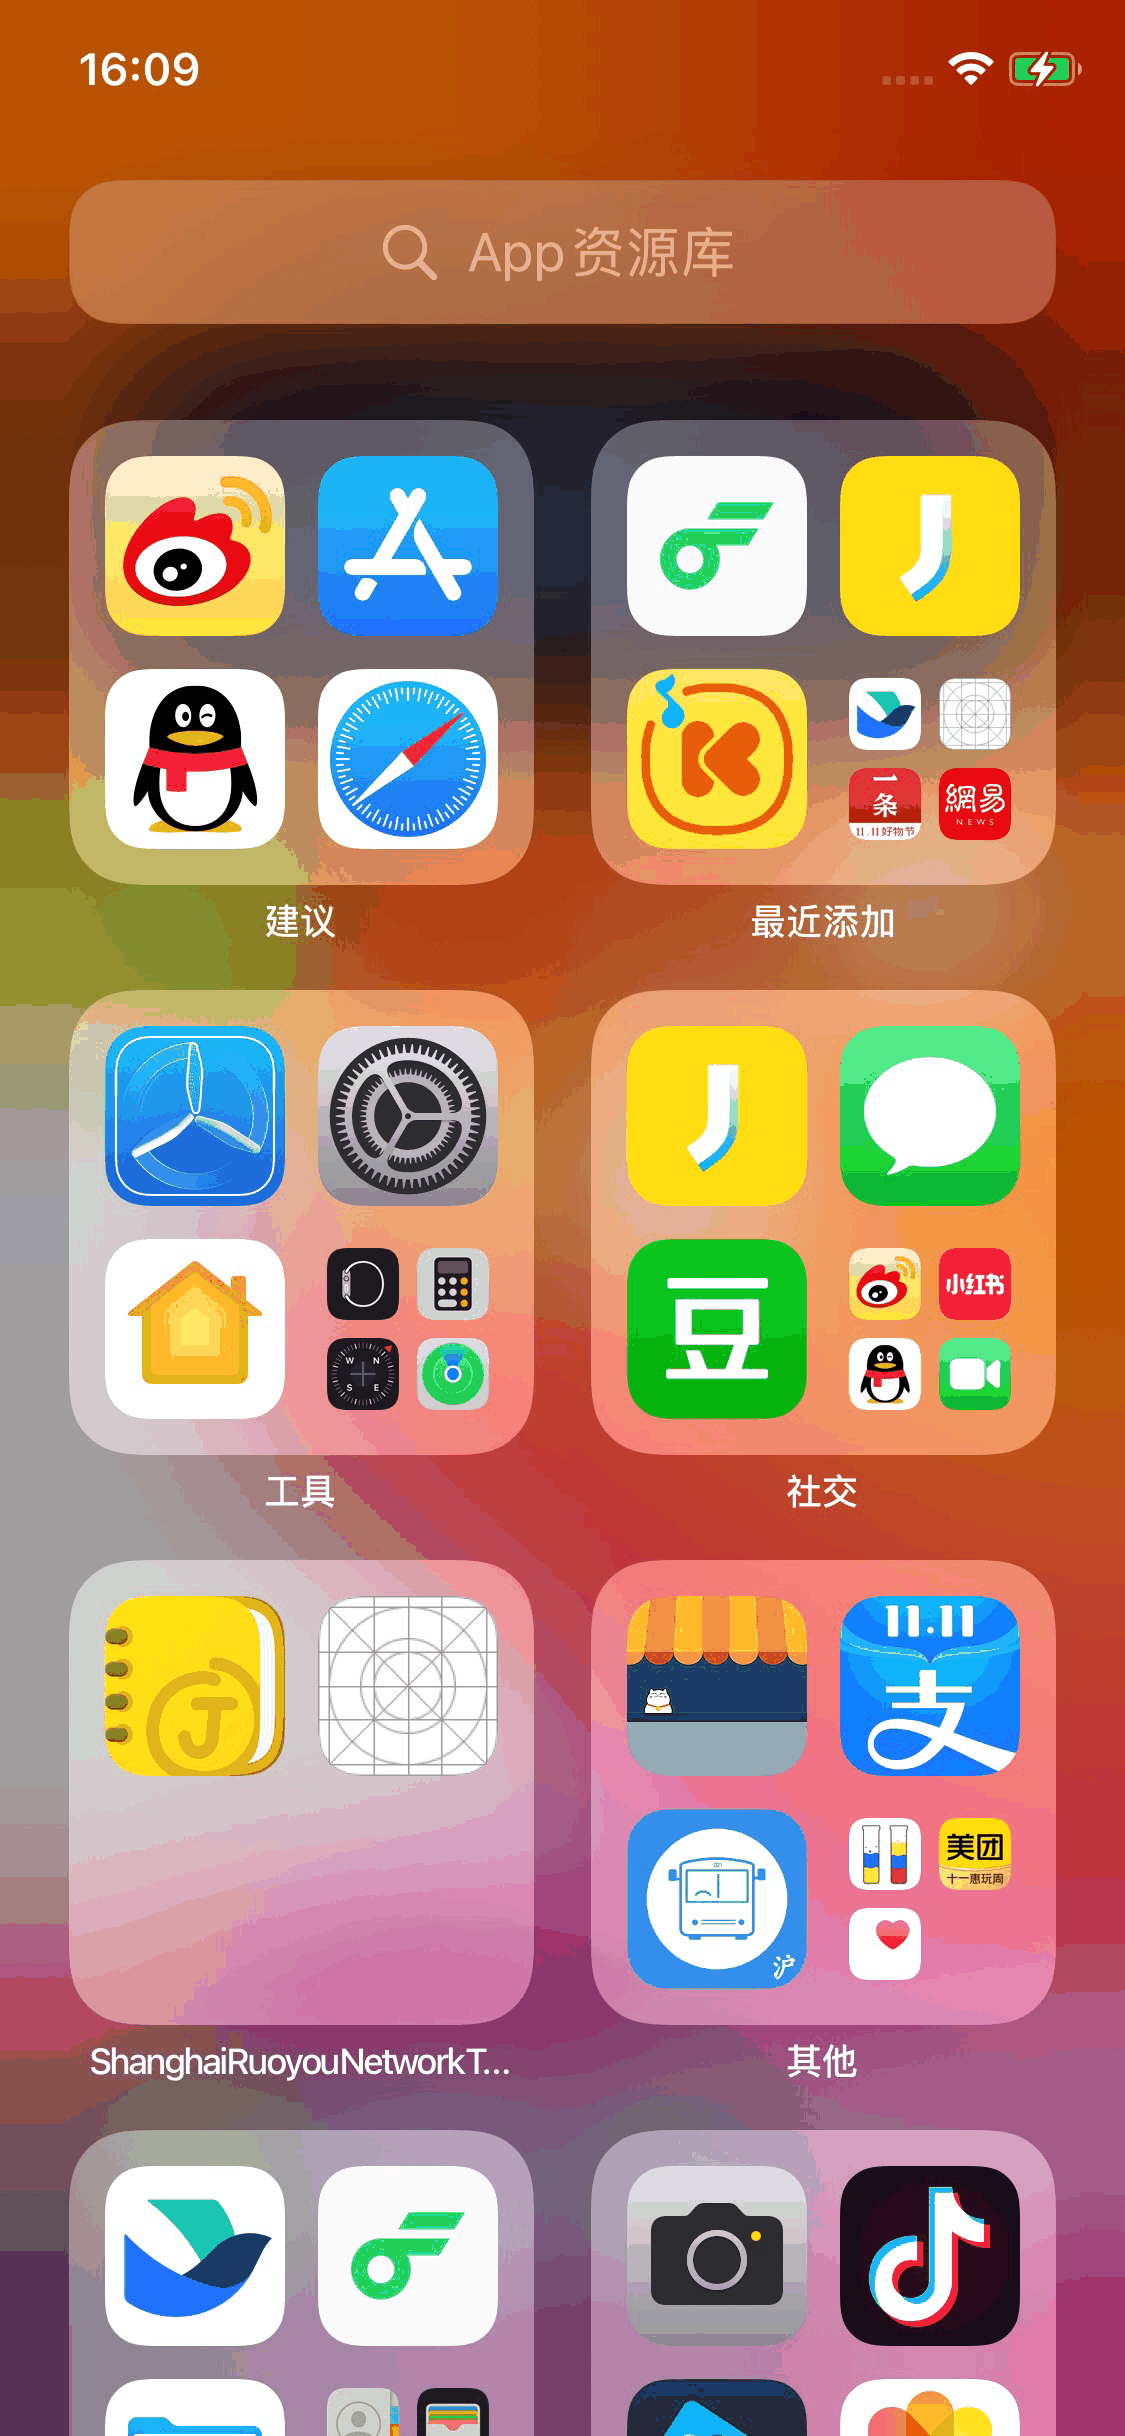 16:09
App资源库
一条
11.11好物节
網易
NEWS
建议
最近添加
W N
S E
小红书
豆
工具
社交
J
11.11
支
021
沪
美团
十一惠玩周
ShanghaiRuoyouNetworkT...
其他